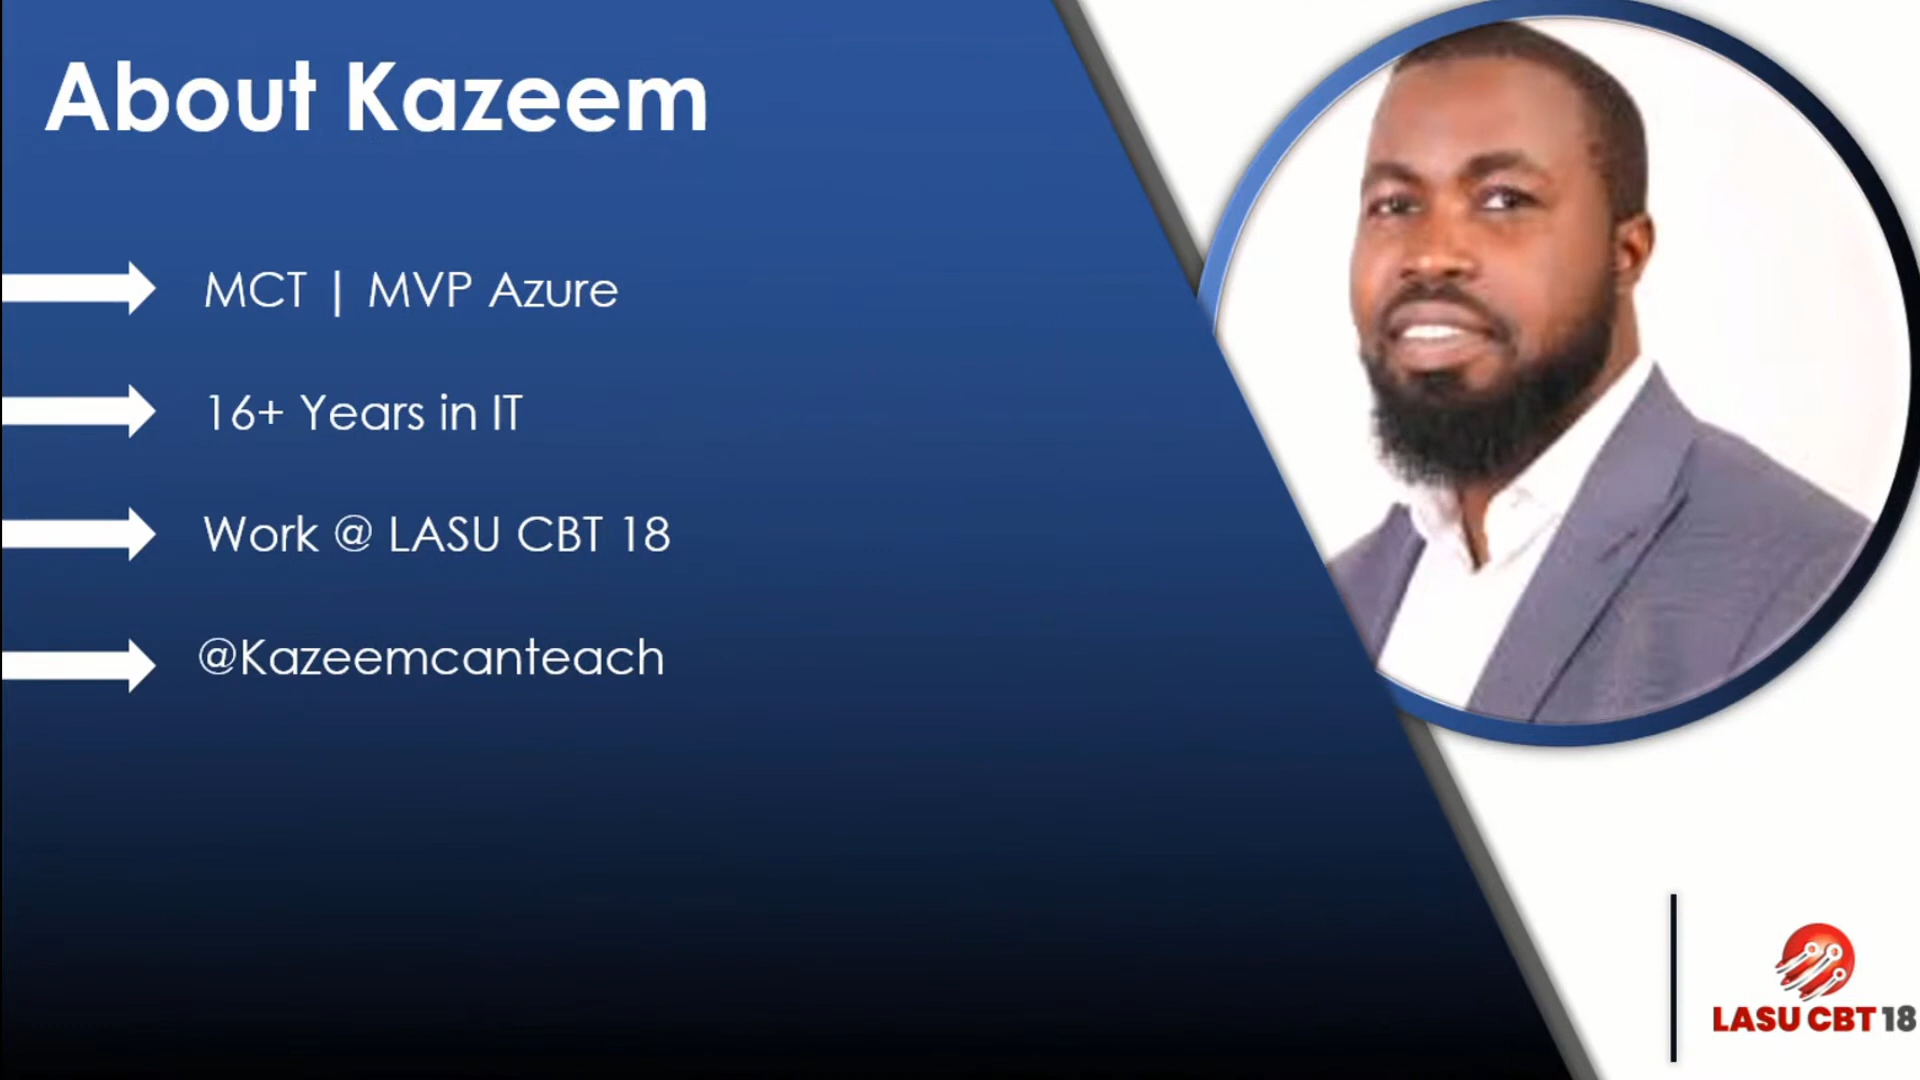 About Kazeem
MCT | MVP Azure
16+ Years in IT
Work @ LASU CBT 18
@Kazeemcanteach
LASU CBT 18